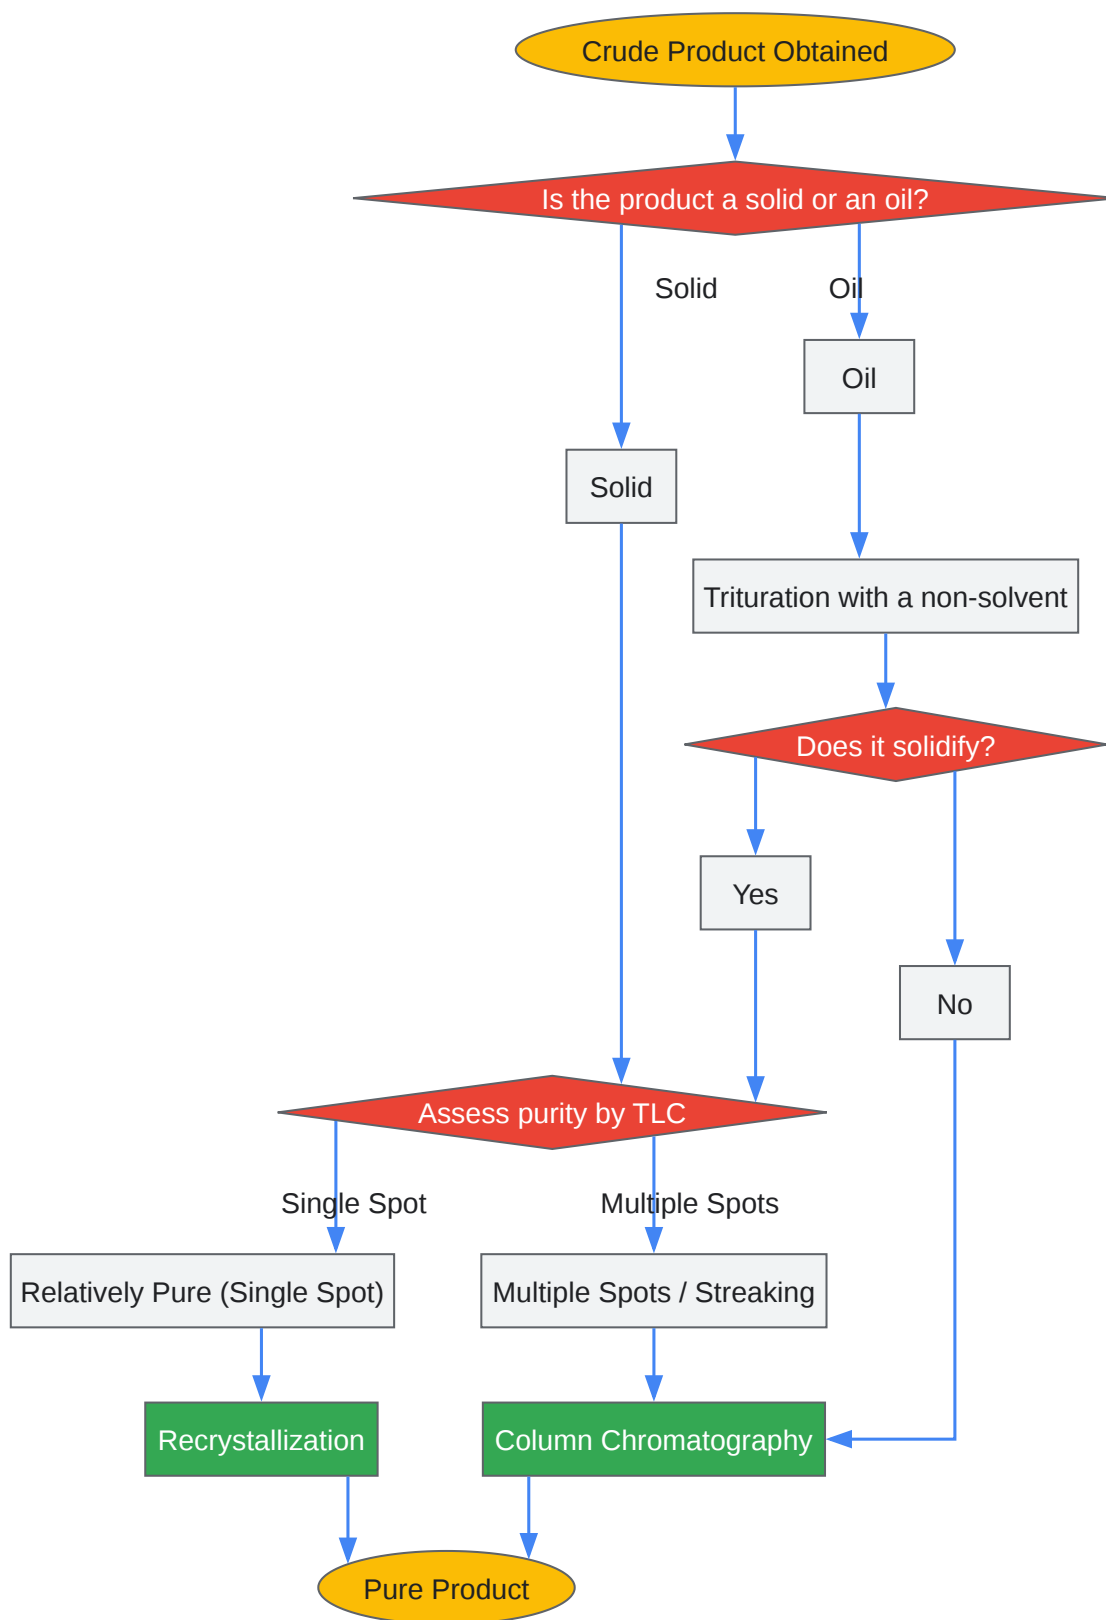 Crude Product Obtained
Is the product a solid or an oil?
Solid
Oil
Oil
Solid
Trituration with a non-solvent
Does it solidify?
Yes
No
Assess purity by TLC
Single Spot
Multiple Spots
Relatively Pure (Single Spot)
Multiple Spots / Streaking
Recrystallization
Column Chromatography
Pure Product